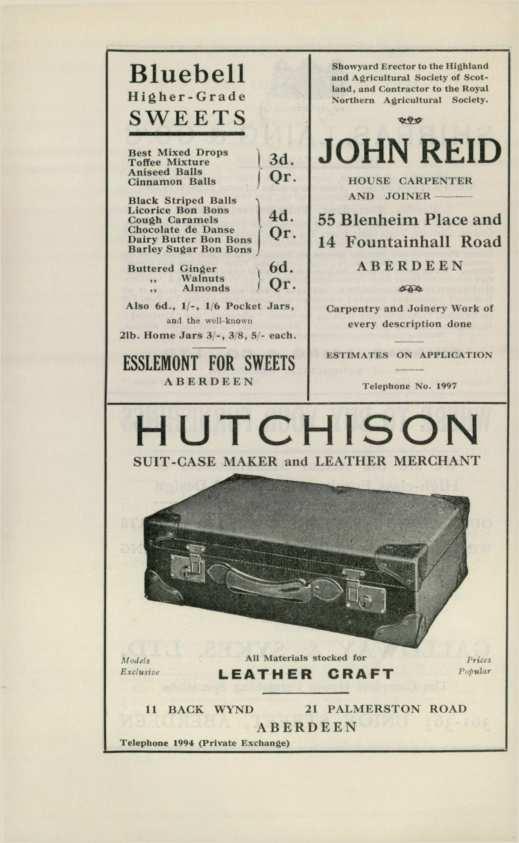 Bluebell
Higher-Grade
SWEETS
Best Mixed Drops
Toffee Mixture
Aniseed Balls
Cinnamon Balls
3d.
Qr.
Black Striped Balls
Licorice Bon Bons
Cough Caramels
Chocolate de Danse
Dairy Butter Bon Bons
Barley Sugar Bon Bons
4d.
Qr.
Buttered Ginger
,, Walnuts
,, Almonds
6d.
Qr.
Also 6d., 1/-, 1/6 Pocket Jars,
and the well-known
2lb. Home Jars 3/-, 3/8, 5/- each.
ESSLEMONT FOR SWEETS
ABERDEEN
Showyard Erector to the Highland
and Agricultural Society of Scot-
land, and Contractor to the Royal
Northern Agricultural Society.
JOHN REID
HOUSE CARPENTER
AND JOINER
55 Blenheim Place and
14 Fountainhall Road
ABERDEEN
Carpentry and Joinery Work of
every description done
ESTIMATES ON APPLICATION
Telephone No. 1997
HUTCHISON
SUIT-CASE MAKER and LEATHER MERCHANT
Models
Exclusive
All Materials stocked for
LEATHER CRAFT
Prices
Popular
11 BACK WYND 21 PALMERSTON ROAD
ABERDEEN
Telephone 1994 (Private Exchange)